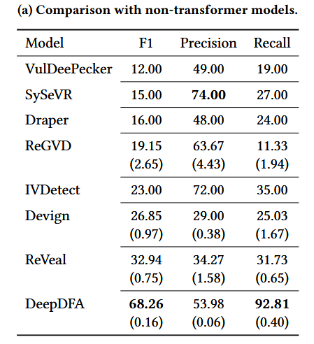 (a) Comparison with non-transformer models.
Model F1 Precision Recall
VulDeePecker 12.00 49.00 19.00
SySeVR 15.00 74.00 27.00
Draper 16.00 48.00 24.00
ReGVD 19.15 63.67 11.33
(2.65) (4.43) (1.94)
IVDetect 23.00 72.00 35.00
Devign 26.85 29.00 25.03
(0.97) (0.38) (1.67)
ReVeal 32.94 34.27 31.73
(0.75) (1.58) (0.65)
DeepDFA 68.26 53.98 92.81
(0.16) (0.06) (0.40)